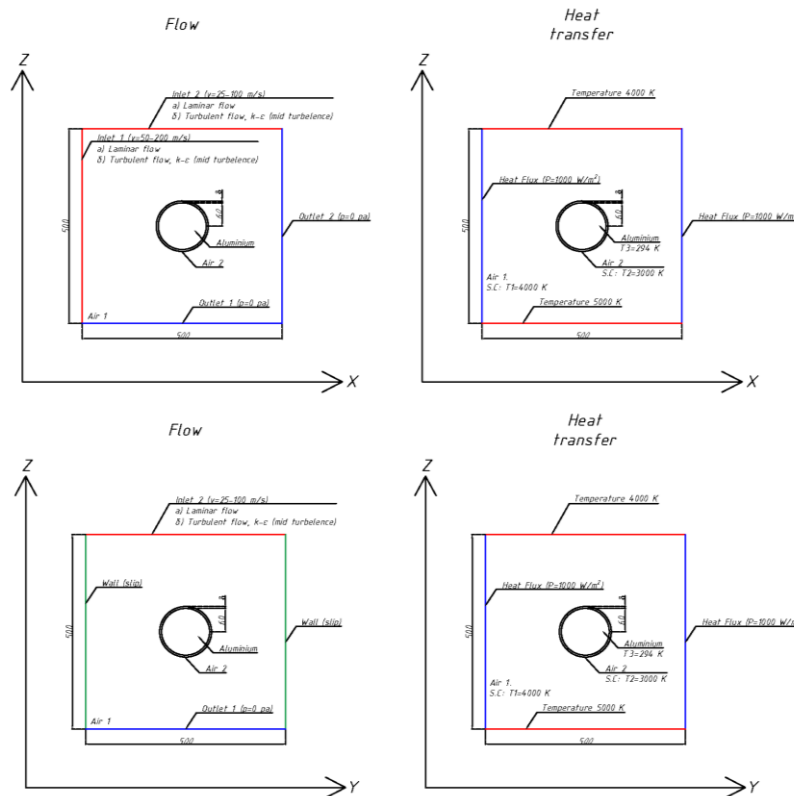 Flow
Z
Inlet 2 (v=25-100 m/s)
a) Laminar flow
δ) Turbulent flow, k-ε (mid turbelence)
Inlet 1 (v=50-200 m/s)
a) Laminar flow
δ) Turbulent flow, k-ε (mid turbelence)
500
60
Outlet 2 (p=0 pa)
Aluminium
Air 2
Outlet 1 (p=0 pa)
Air 1
500
X
Heat
transfer
Z
Temperature 4000 K
Heat Flux (P=1000 W/m²)
500
60
Heat Flux (P=1000 W/m
Aluminium
T3=294 K
Air 2
S.C: T2=3000 K
Air 1.
S.C: T1=4000 K
Temperature 5000 K
500
X
Flow
Z
Inlet 2 (v=25-100 m/s)
a) Laminar flow
δ) Turbulent flow, k-ε (mid turbelence)
Wall (slip)
500
60
Wall (slip)
Aluminium
Air 2
Outlet 1 (p=0 pa)
Air 1
500
Y
Heat
transfer
Z
Temperature 4000 K
Heat Flux (P=1000 W/m²)
500
60
Heat Flux (P=1000 W/m
Aluminium
T3=294 K
Air 2
S.C: T2=3000 K
Air 1.
S.C: T1=4000 K
Temperature 5000 K
500
Y